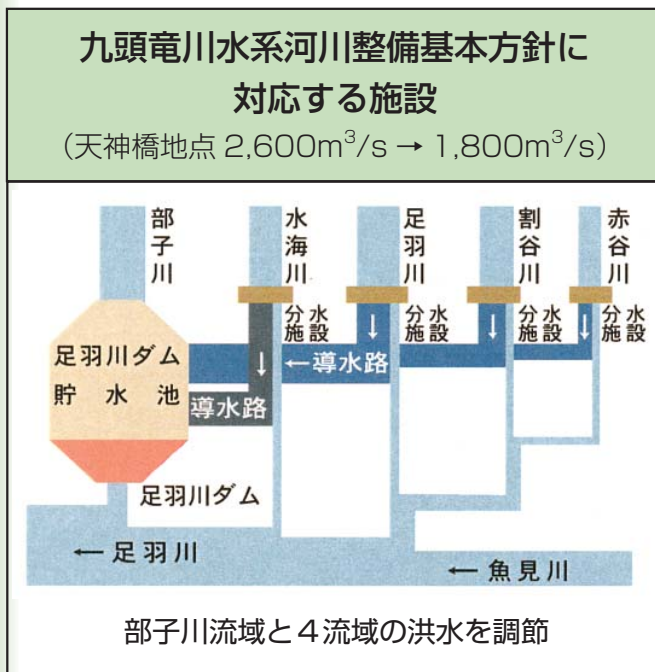 九頭竜川水系河川整備基本方針に
対応する施設
(天神橋地点 2,600m³/s → 1,800m³/s)
部子川
水海川
足羽川
割谷川
赤谷川
分水施設
分水施設
分水施設
分水施設
足羽川ダム
貯水池
←導水路
導水路
足羽川ダム
←足羽川
←魚見川
部子川流域と4流域の洪水を調節